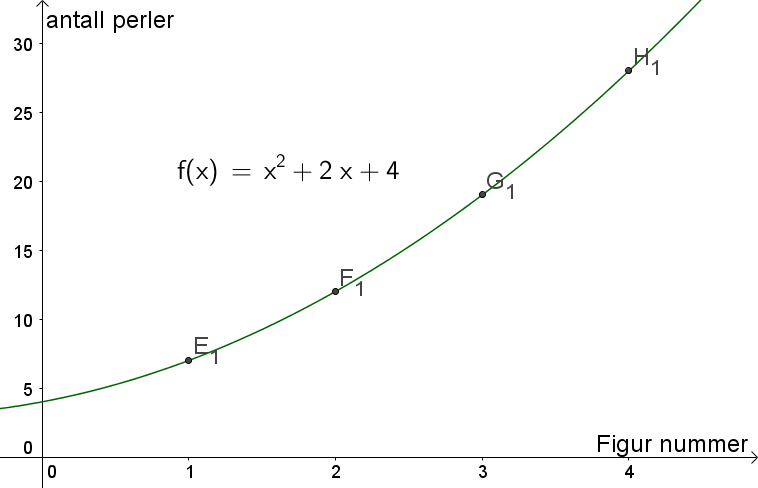 antall perler
30
H₁
25
f(x) = x² + 2 x + 4
20
G₁
15
F₁
10
E₁
5
Figur nummer
0
0 1 2 3 4